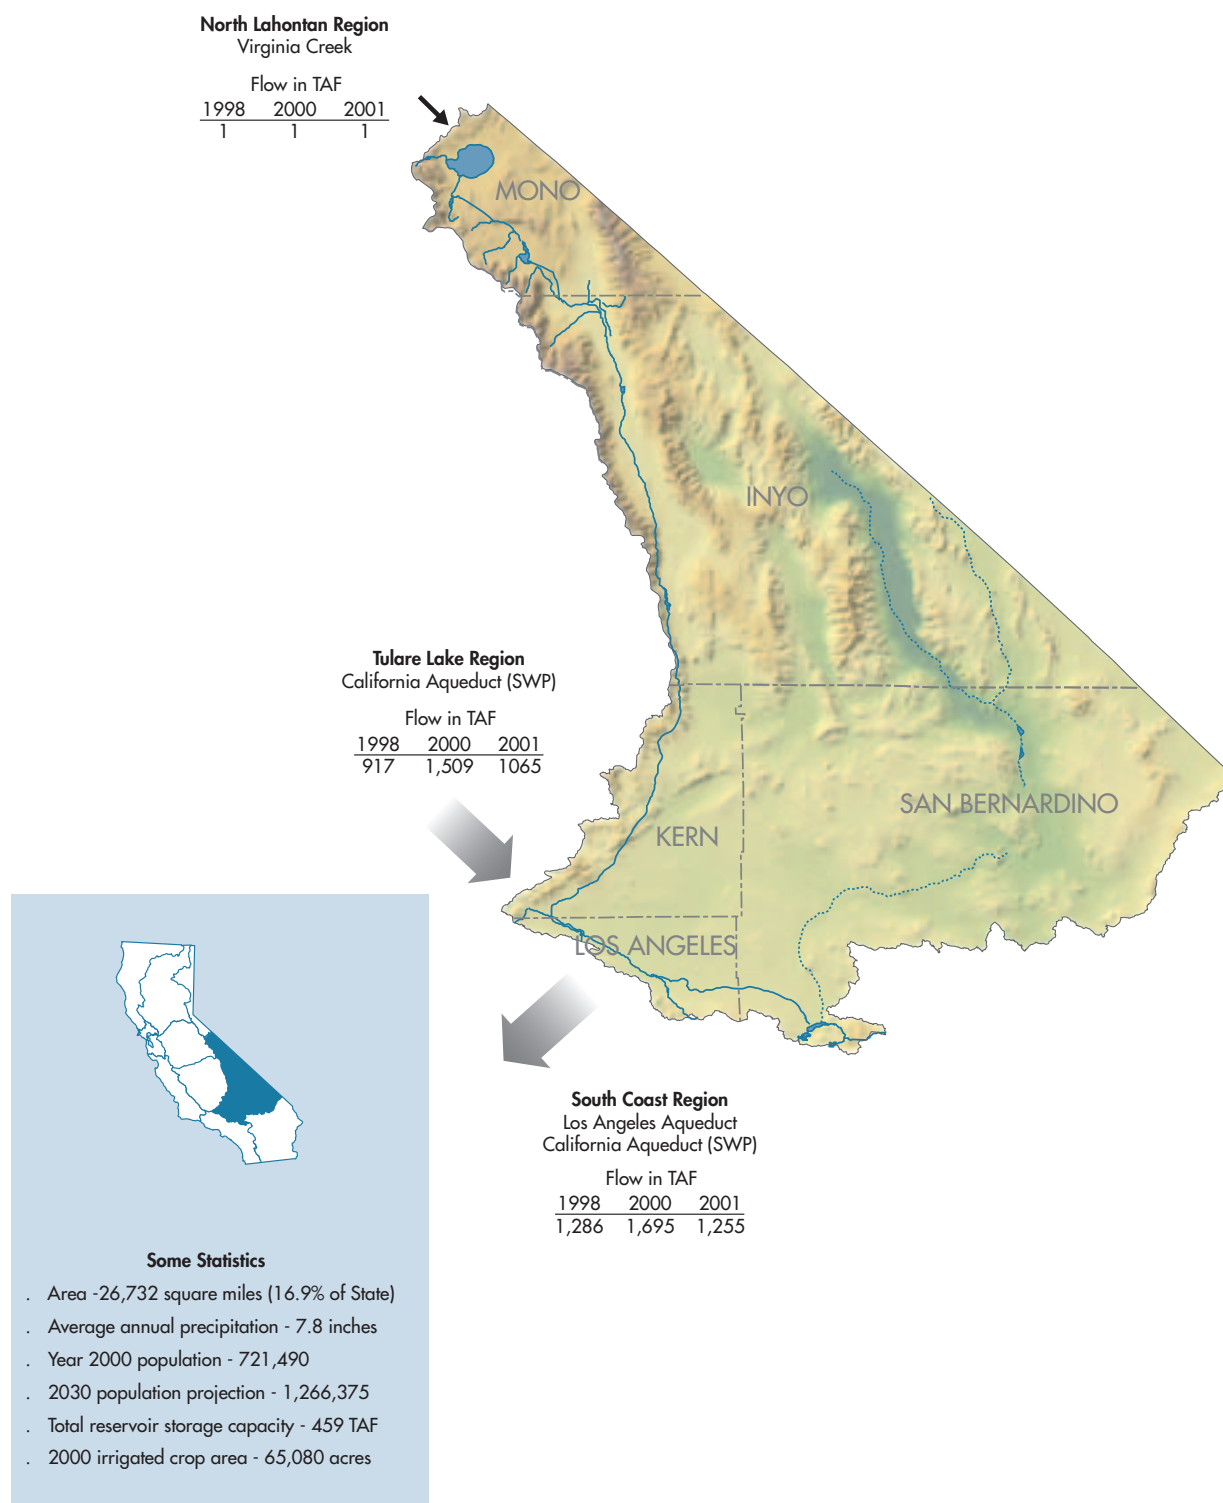 North Lahontan Region
Virginia Creek
Flow in TAF
1998 2000 2001
1 1 1
MONO
INYO
Tulare Lake Region
California Aqueduct (SWP)
Flow in TAF
1998 2000 2001
917 1,509 1065
SAN BERNARDINO
KERN
LOS ANGELES
South Coast Region
Los Angeles Aqueduct
California Aqueduct (SWP)
Flow in TAF
1998 2000 2001
1,286 1,695 1,255
Some Statistics
. Area -26,732 square miles (16.9% of State)
. Average annual precipitation - 7.8 inches
. Year 2000 population - 721,490
. 2030 population projection - 1,266,375
. Total reservoir storage capacity - 459 TAF
. 2000 irrigated crop area - 65,080 acres